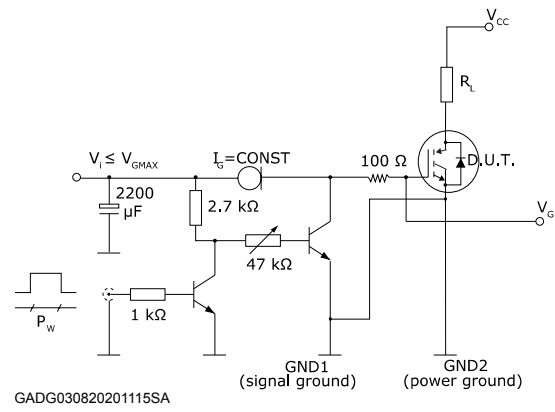 V_CC
R_L
D.U.T.
V_i ≤ V_GMAX
I_G=CONST
100 Ω
2200
µF
2.7 kΩ
V_G
47 kΩ
P_W
1 kΩ
GND1
(signal ground)
GND2
(power ground)
GADG030820201115SA